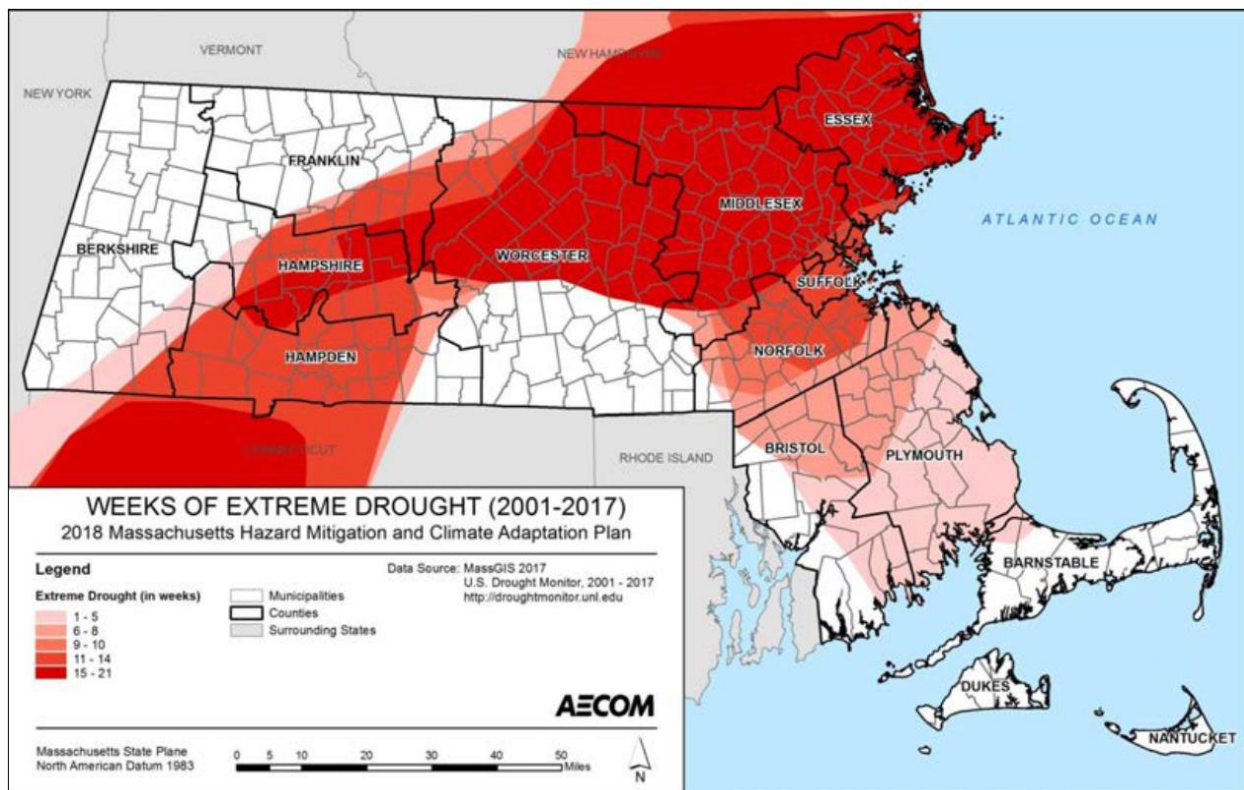 VERMONT
NEW HAMPSHIRE
NEW YORK
ESSEX
FRANKLIN
MIDDLESEX
ATLANTIC OCEAN
BERKSHIRE
WORCESTER
HAMPSHIRE
SUFFOLK
HAMPDEN
NORFOLK
CONNECTICUT
RHODE ISLAND
BRISTOL
PLYMOUTH
BARNSTABLE
DUKES
NANTUCKET
WEEKS OF EXTREME DROUGHT (2001-2017)
2018 Massachusetts Hazard Mitigation and Climate Adaptation Plan
Legend
Extreme Drought (in weeks)
1 - 5
6 - 8
9 - 10
11 - 14
15 - 21
Municipalities
Counties
Surrounding States
Data Source: MassGIS 2017
U.S. Drought Monitor, 2001 - 2017
http://droughtmonitor.unl.edu
AECOM
Massachusetts State Plane
North American Datum 1983
0 5 10 20 30 40 50
Miles
N